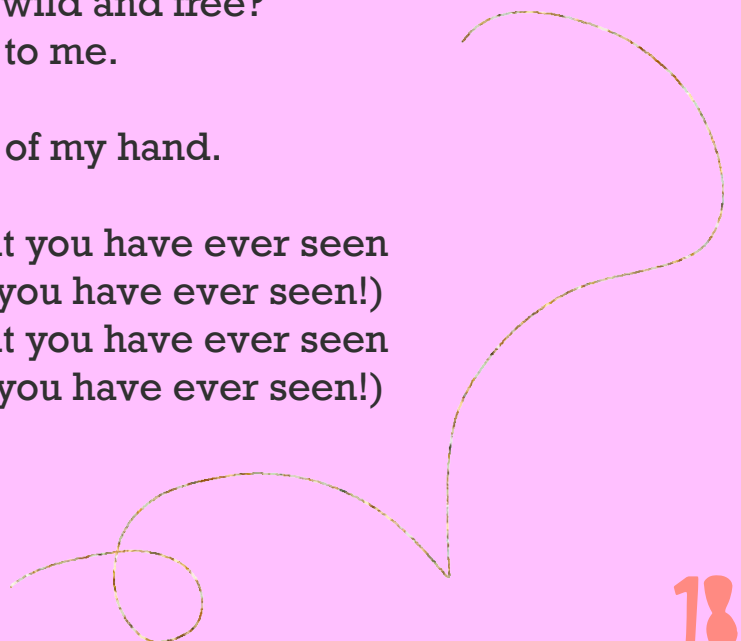 wild and free?
to me.
of my hand.
t you have ever seen
you have ever seen!)
t you have ever seen
you have ever seen!)
18